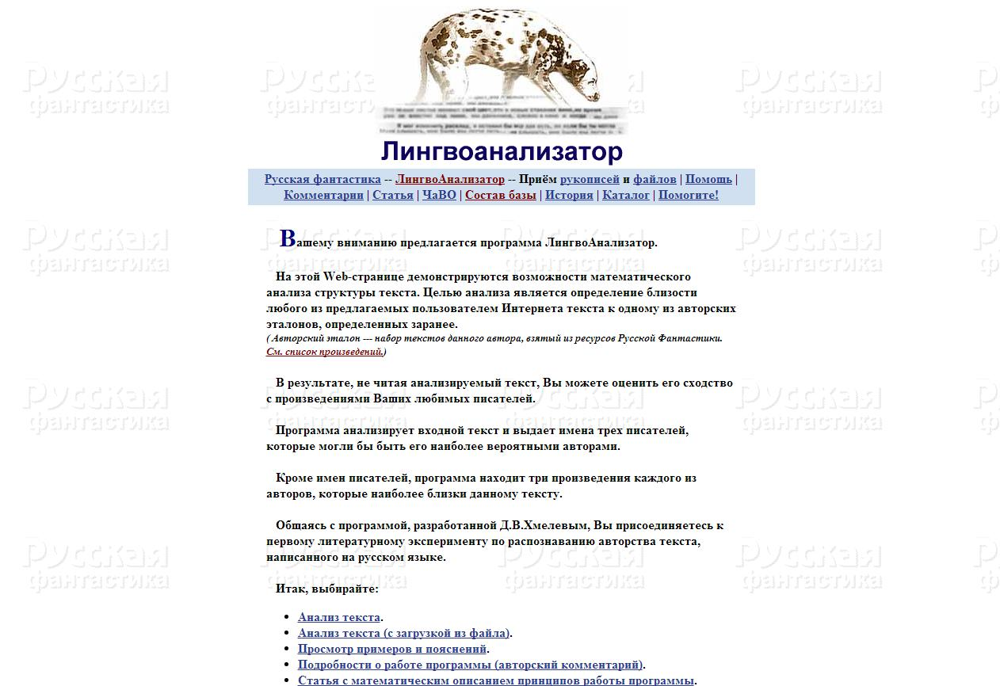 Русская
фантастика
Лингвоанализатор
Русская фантастика -- ЛингвоАнализатор -- Приём рукописей и файлов | Помощь |
Комментарии | Статья | ЧаВО | Состав базы | История | Каталог | Помогите!
Вашему вниманию предлагается программа ЛингвоАнализатор.
На этой Web-странице демонстрируются возможности математического
анализа структуры текста. Целью анализа является определение близости
любого из предлагаемых пользователем Интернета текста к одному из авторских
эталонов, определенных заранее.
( Авторский эталон --- набор текстов данного автора, взятый из ресурсов Русской Фантастики.
См. список произведений.)
В результате, не читая анализируемый текст, Вы можете оценить его сходство
с произведениями Ваших любимых писателей.
Программа анализирует входной текст и выдает имена трех писателей,
которые могли бы быть его наиболее вероятными авторами.
Кроме имен писателей, программа находит три произведения каждого из
авторов, которые наиболее близки данному тексту.
Общаясь с программой, разработанной Д.В.Хмелевым, Вы присоединяетесь к
первому литературному эксперименту по распознаванию авторства текста,
написанного на русском языке.
Итак, выбирайте:
Анализ текста.
Анализ текста (с загрузкой из файла).
Просмотр примеров и пояснений.
Подробности о работе программы (авторский комментарий).
Статья с математическим описанием принципов работы программы.